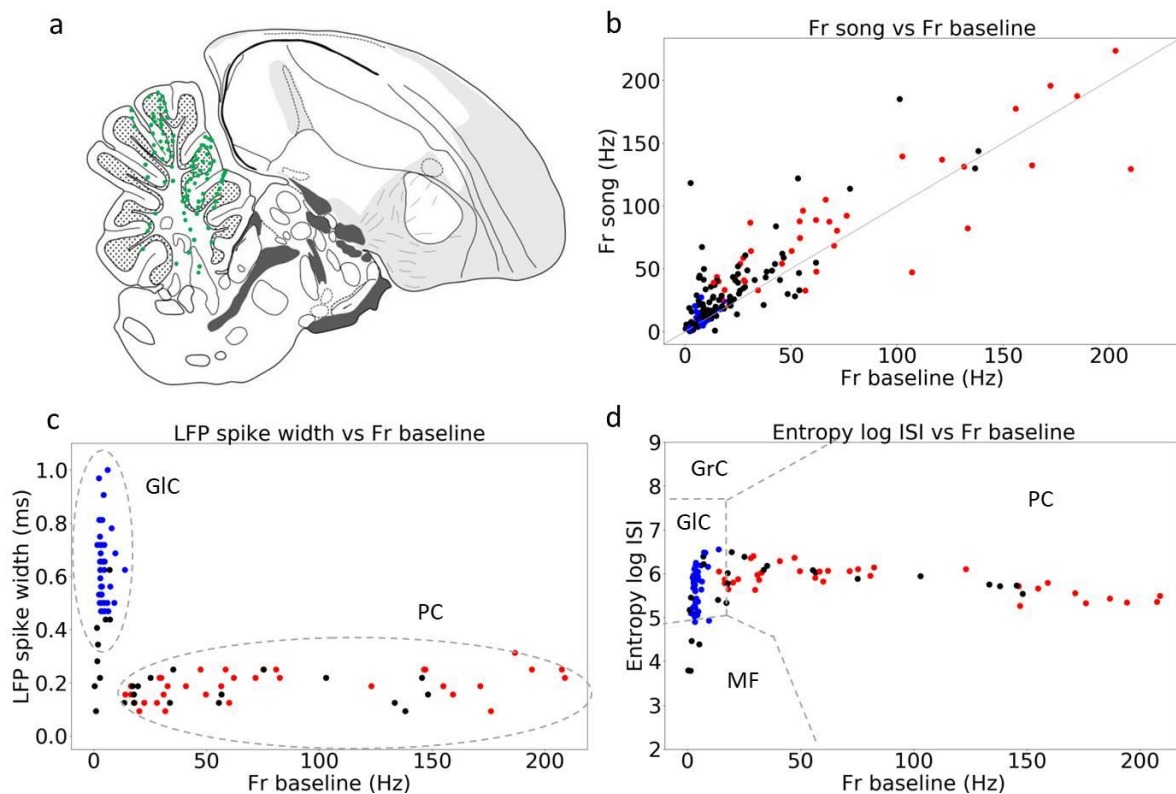 a
b
Fr song vs Fr baseline
Fr song (Hz)
200
150
100
50
0
0 50 100 150 200
Fr baseline (Hz)
c
LFP spike width vs Fr baseline
LFP spike width (ms)
1.0
0.8
0.6
0.4
0.2
0.0
GlC
PC
0 50 100 150 200
Fr baseline (Hz)
d
Entropy log ISI vs Fr baseline
Entropy log ISI
9
8
7
6
5
4
3
2
GrC
GlC
PC
MF
0 50 100 150 200
Fr baseline (Hz)